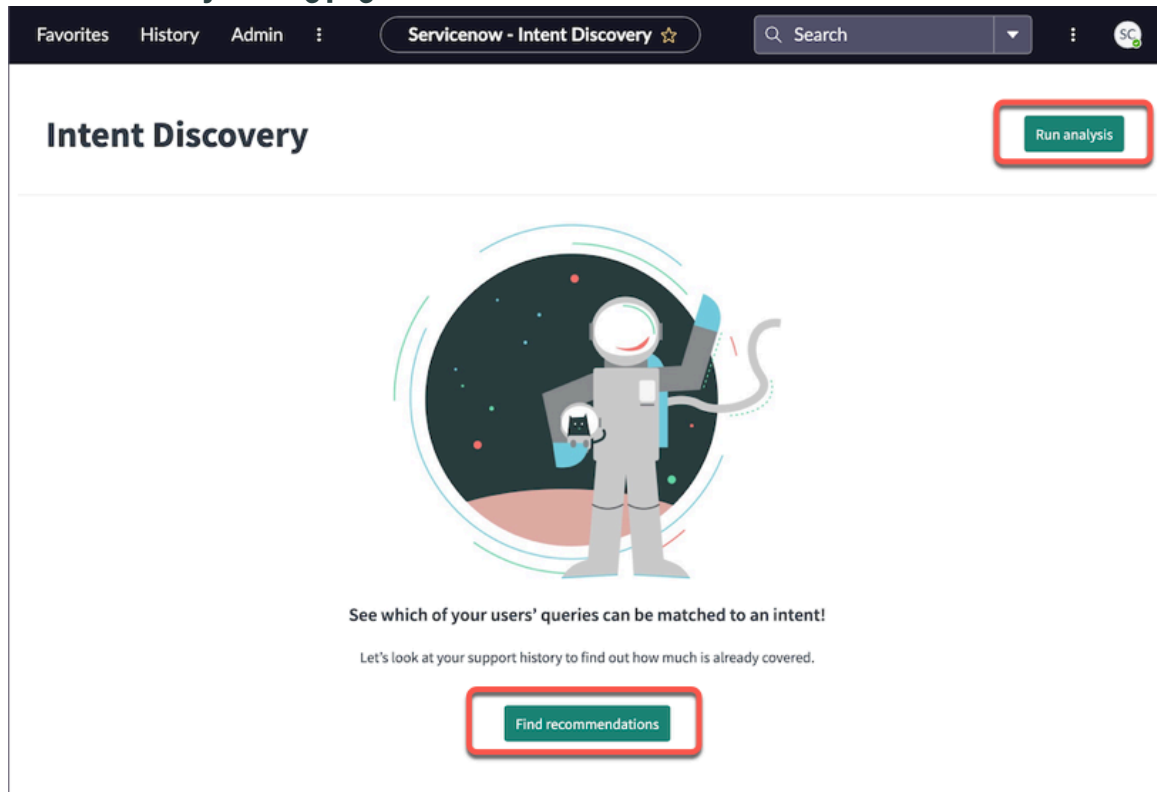 Favorites History Admin Servicenow - Intent Discovery Search SC
Intent Discovery
Run analysis
See which of your users' queries can be matched to an intent!
Let's look at your support history to find out how much is already covered.
Find recommendations